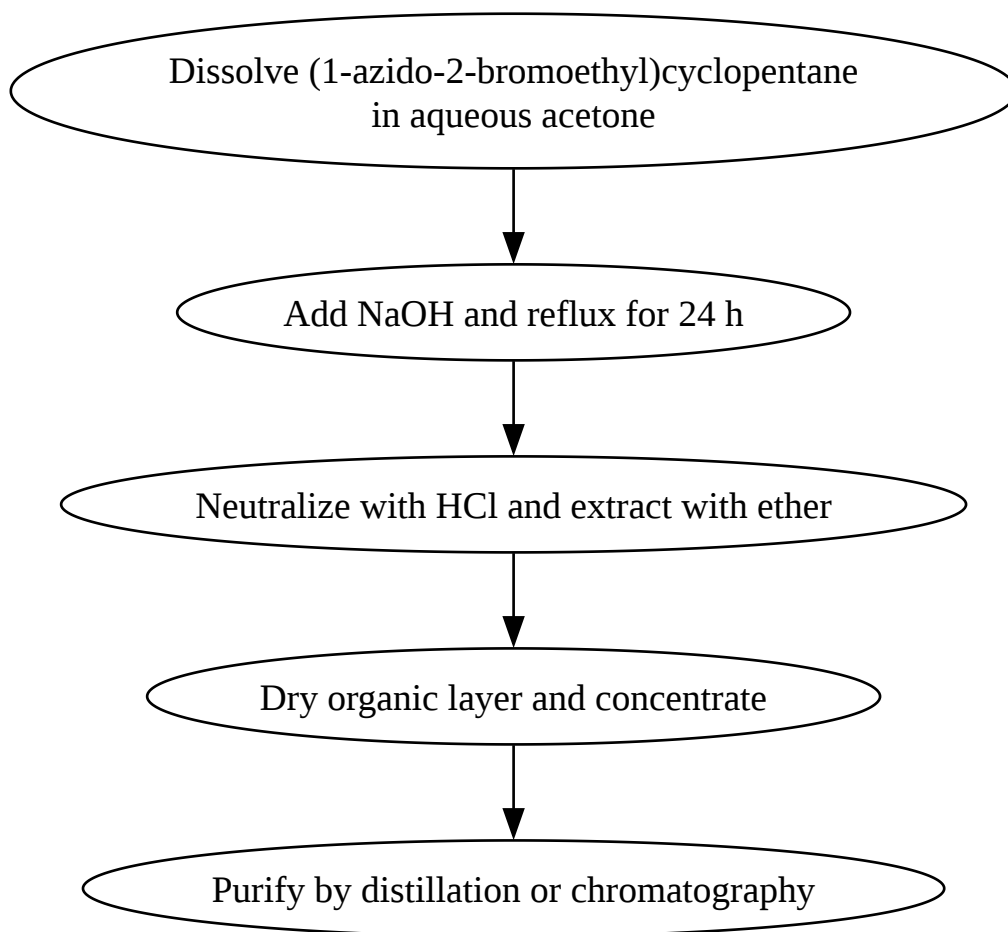 Dissolve (1-azido-2-bromoethyl)cyclopentane
in aqueous acetone
Add NaOH and reflux for 24 h
Neutralize with HCl and extract with ether
Dry organic layer and concentrate
Purify by distillation or chromatography